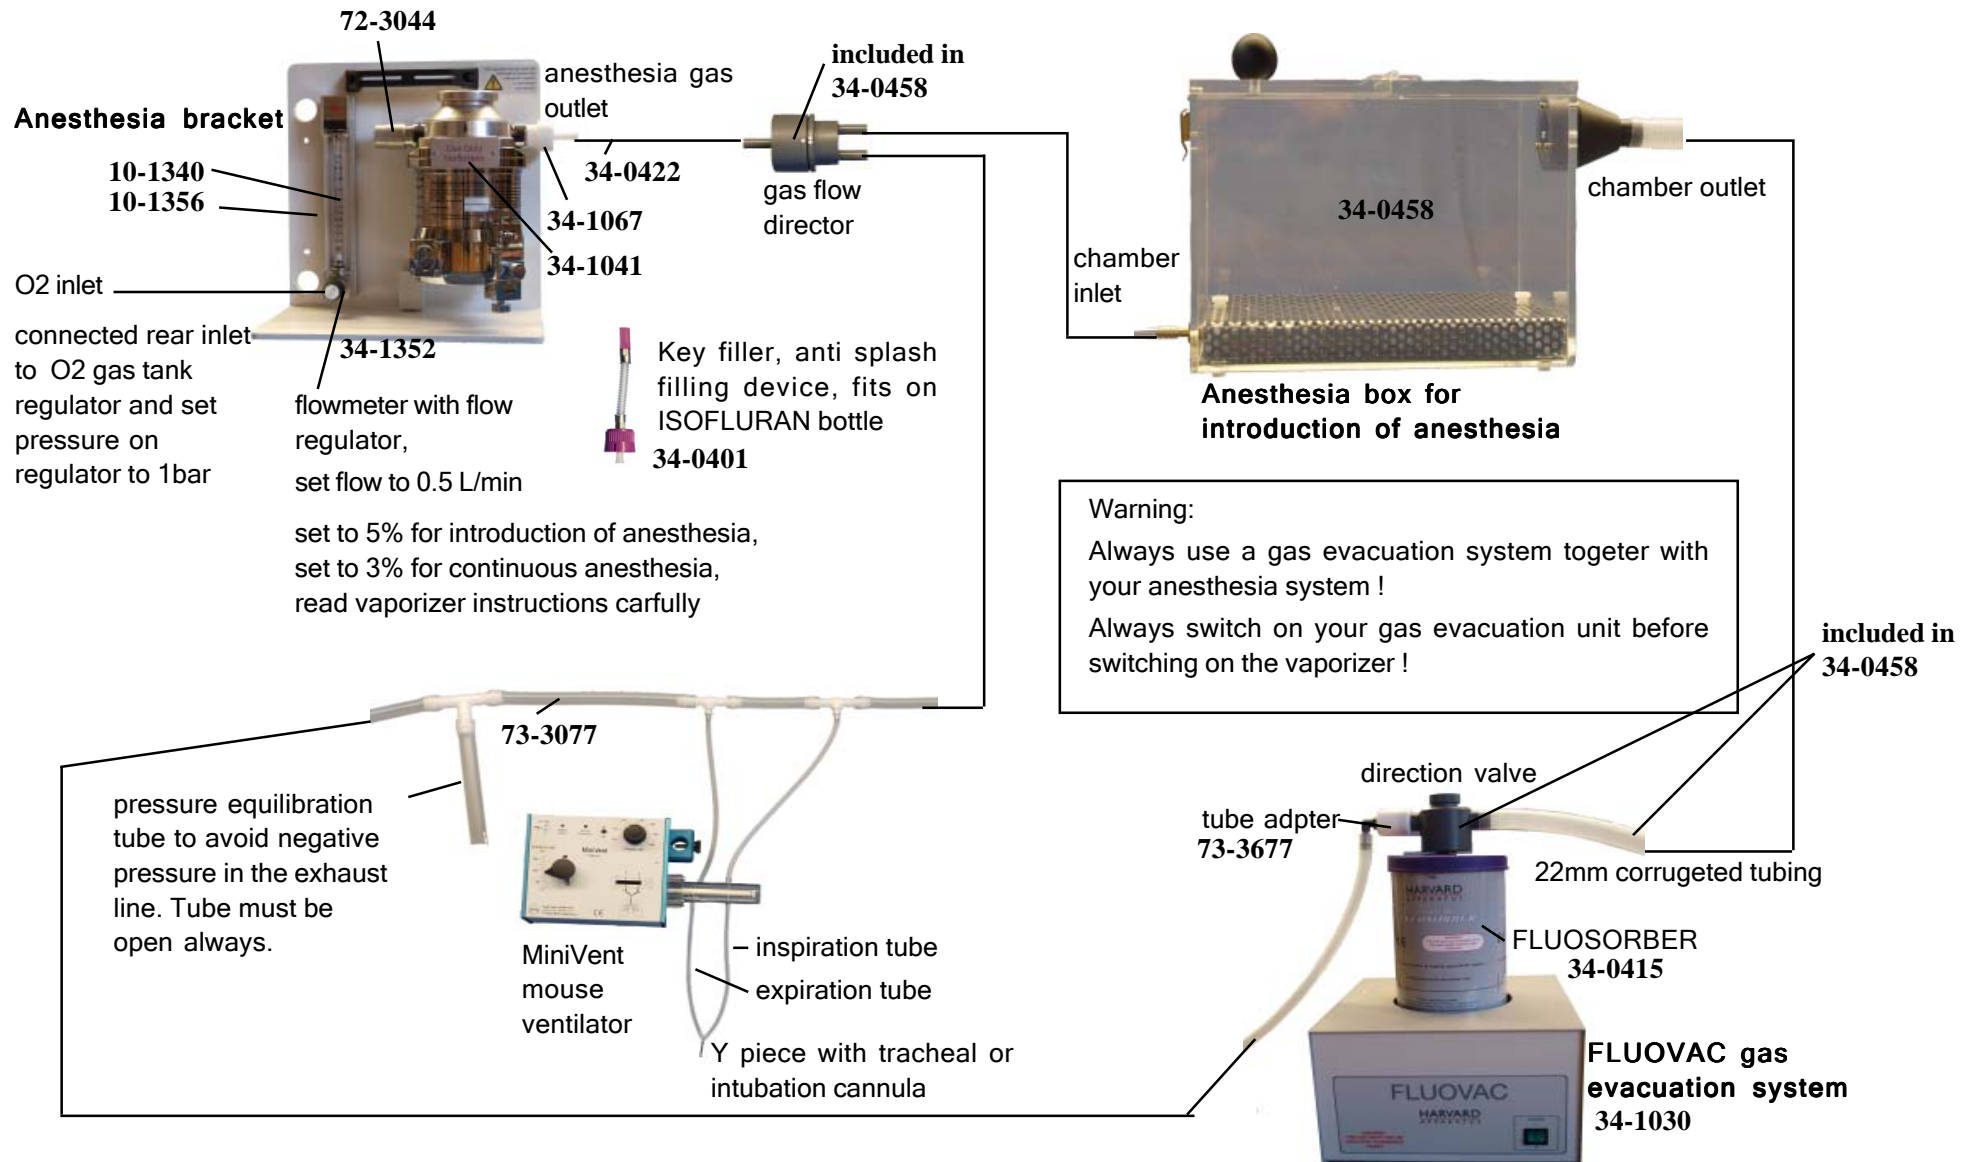 72-3044
Anesthesia bracket
10-1340
10-1356
anesthesia gas
outlet
34-0422
34-1067
34-1041
included in
34-0458
gas flow
director
34-0458
chamber outlet
chamber
inlet
Anesthesia box for
introduction of anesthesia
O2 inlet
connected rear inlet
to O2 gas tank
regulator and set
pressure on
regulator to 1bar
34-1352
flowmeter with flow
regulator,
set flow to 0.5 L/min
set to 5% for introduction of anesthesia,
set to 3% for continuous anesthesia,
read vaporizer instructions carfully
Key filler, anti splash
filling device, fits on
ISOFLURAN bottle
34-0401
Warning:
Always use a gas evacuation system togeter with
your anesthesia system !
Always switch on your gas evacuation unit before
switching on the vaporizer !
included in
34-0458
73-3077
pressure equilibration
tube to avoid negative
pressure in the exhaust
line. Tube must be
open always.
MiniVent
MiniVent
mouse
ventilator
inspiration tube
expiration tube
Y piece with tracheal or
intubation cannula
direction valve
tube adpter
73-3677
22mm corrugeted tubing
HARVARD
APPARATUS
FLUOSORBER
34-0415
FLUOVAC gas
evacuation system
34-1030
FLUOVAC
HARVARD
APPARATUS